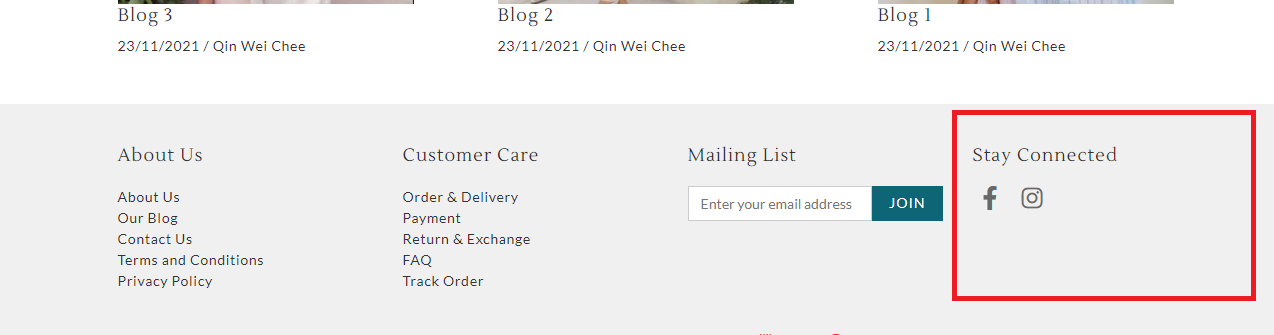 Blog 3
23/11/2021 / Qin Wei Chee
Blog 2
23/11/2021 / Qin Wei Chee
Blog 1
23/11/2021 / Qin Wei Chee
About Us
About Us
Our Blog
Contact Us
Terms and Conditions
Privacy Policy
Customer Care
Order & Delivery
Payment
Return & Exchange
FAQ
Track Order
Mailing List
Enter your email address
JOIN
Stay Connected